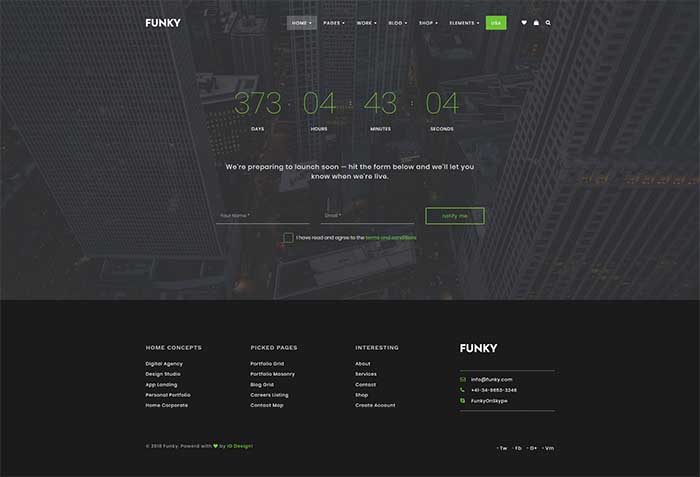 FUNKY
HOME PAGES WORK BLOG SHOP ELEMENTS USA
373 : 04 : 43 : 04
DAYS HOURS MINUTES SECONDS
We're preparing to launch soon — hit the form below and we'll let you
know when we're live.
Your Name * Email * notify me
I have read and agree to the terms and conditions
HOME CONCEPTS
Digital Agency
Design Studio
App Landing
Personal Portfolio
Home Corporate
PICKED PAGES
Portfolio Grid
Portfolio Masonry
Blog Grid
Careers Listing
Contact Map
INTERESTING
About
Services
Contact
Shop
Create Account
FUNKY
info@funky.com
+41-34-8653-3246
FunkyOnSkype
© 2018 Funky. Powerd with ♥ by IG Design!
- Tw - Fb - G+ - Vm